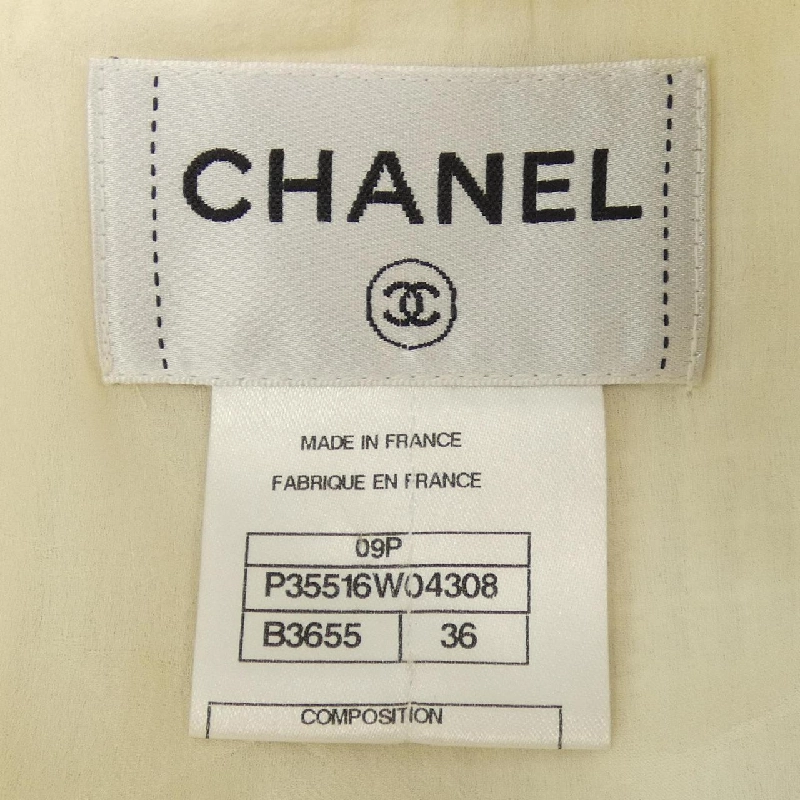 CHANEL
MADE IN FRANCE
FABRIQUE EN FRANCE
09P
P35516W04308
B3655 36
COMPOSITION